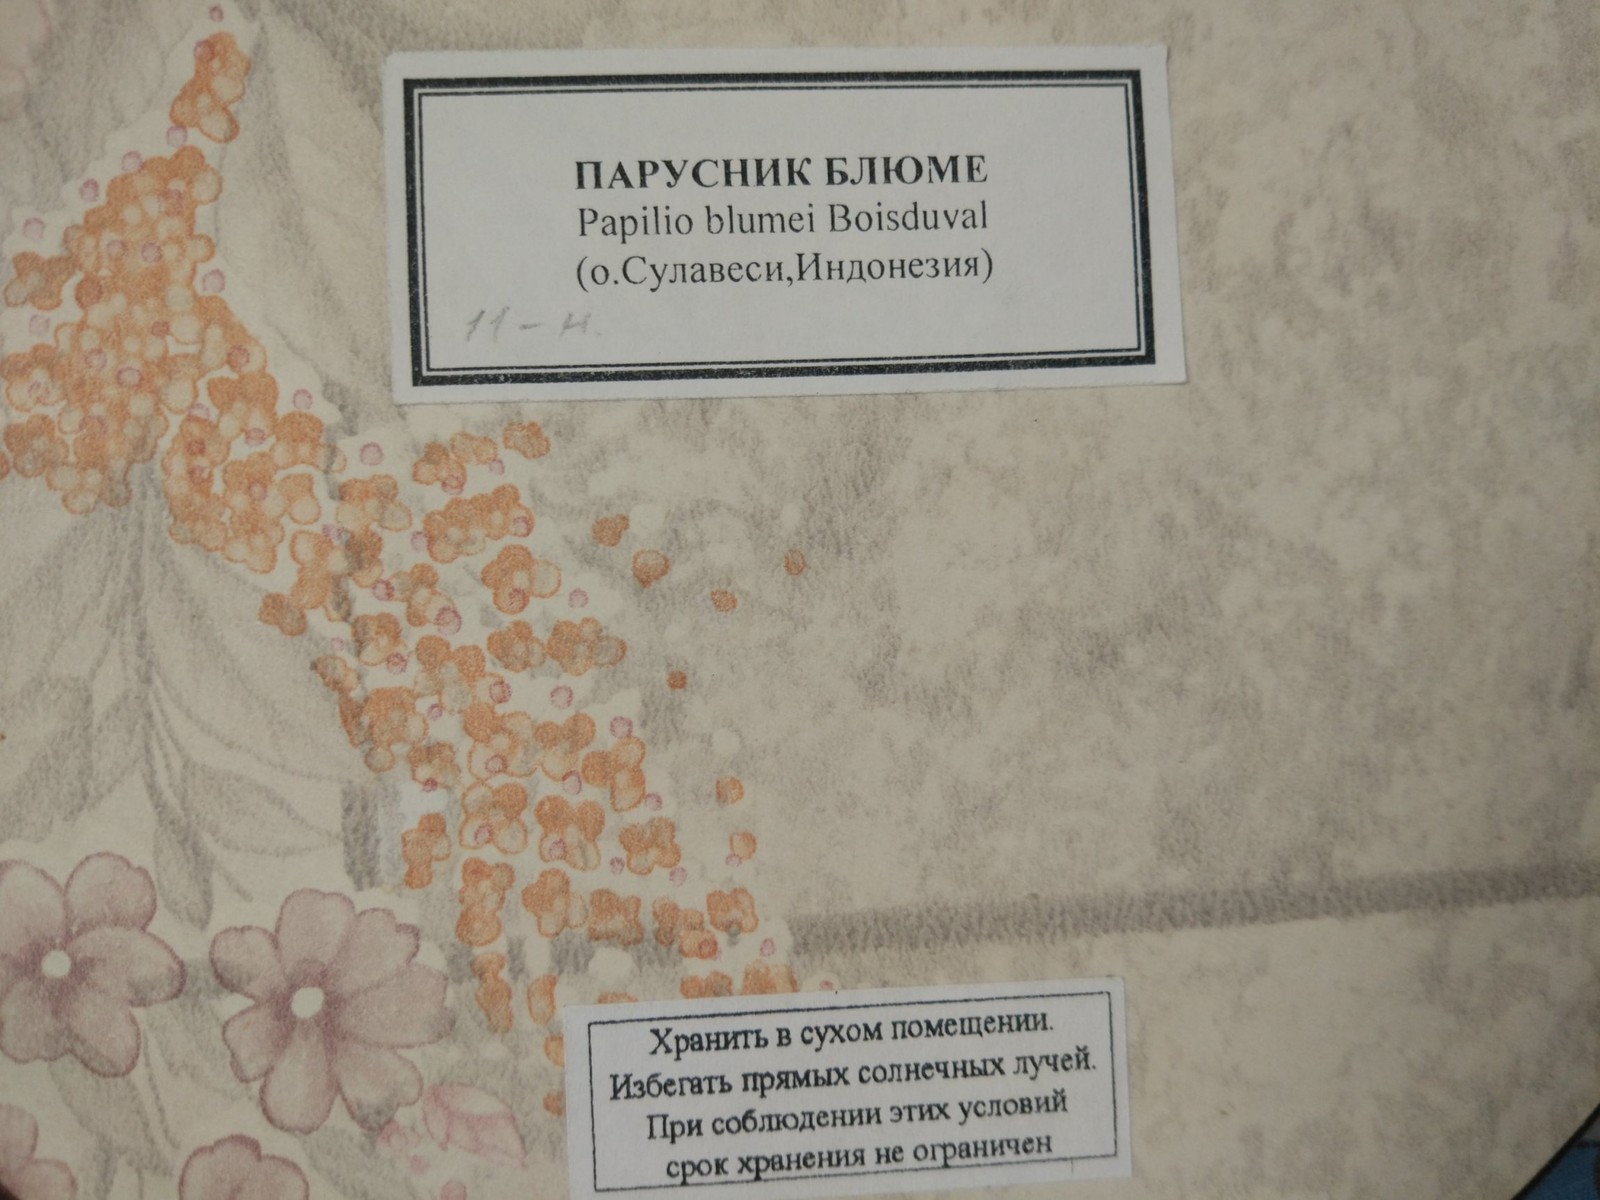 ПАРУСНИК БЛЮМЕ
Papilio blumei Boisduval
(о.Сулавеси,Индонезия)
11 - н.
Хранить в сухом помещении.
Избегать прямых солнечных лучей.
При соблюдении этих условий
срок хранения не ограничен